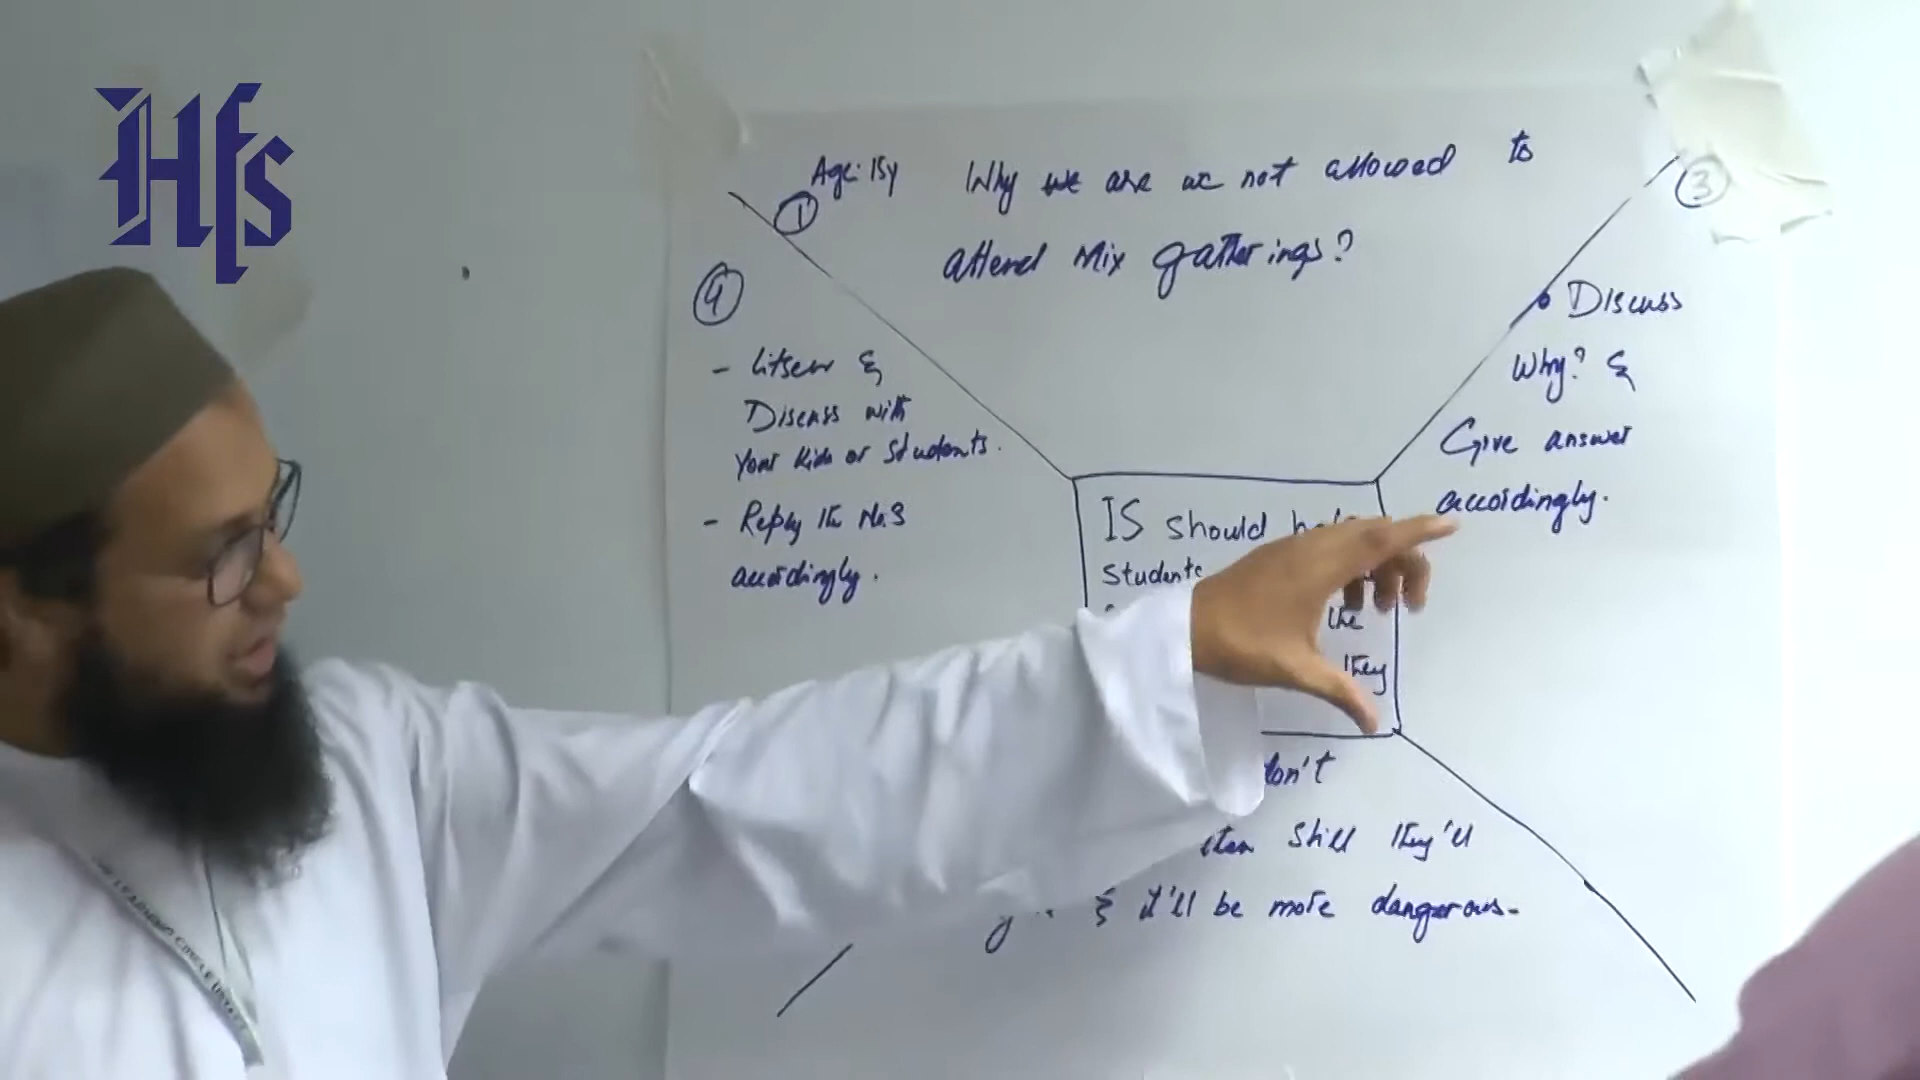 Hfs
Age: 15y
Why we are we not allowed to
attend Mix gatherings?
1
3
Discuss
Why? &
Give answer
accordingly.
4
- Litsen &
Discuss with
Your kids or students.
- Reply the No.3
accordingly.
IS should
Students
the
they
don't
still they'll
& it'll be more dangerous.